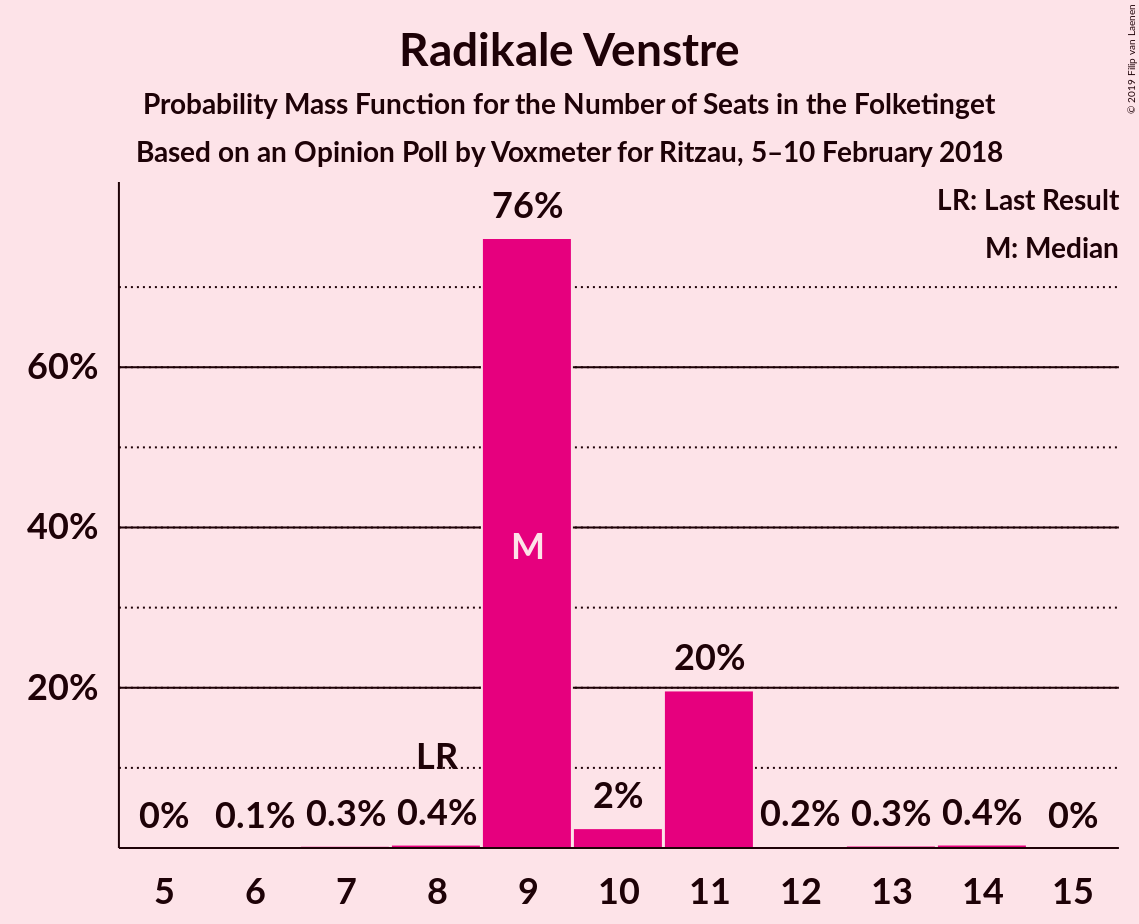 Radikale Venstre
Probability Mass Function for the Number of Seats in the Folketinget
Based on an Opinion Poll by Voxmeter for Ritzau, 5–10 February 2018
© 2019 Filip van Laenen
LR: Last Result
M: Median
76%
60%
40%
M
20%
20%
LR
0% 0.1% 0.3% 0.4% 2% 0.2% 0.3% 0.4% 0%
5 6 7 8 9 10 11 12 13 14 15